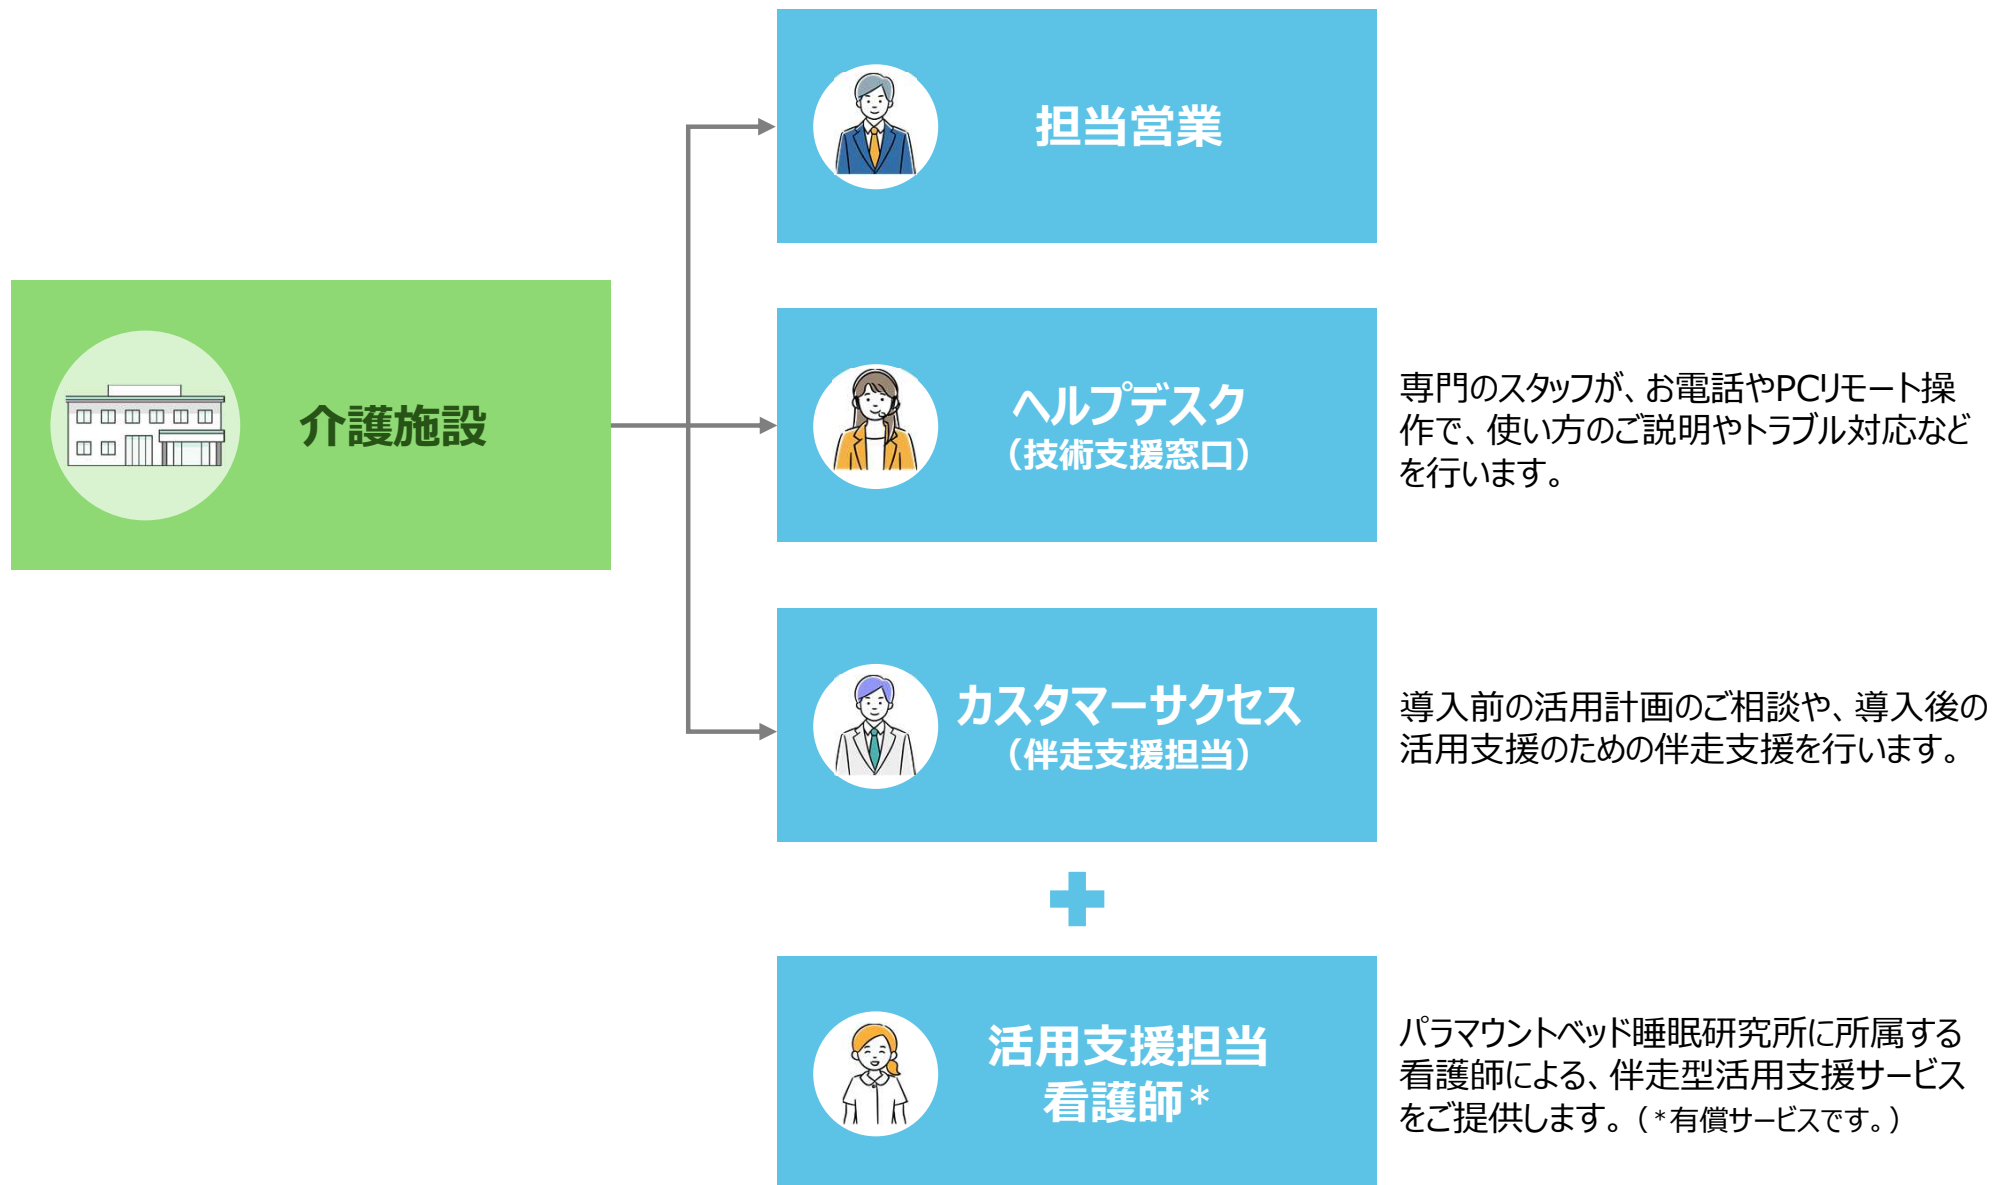 担当営業
介護施設
ヘルプデスク
（技術支援窓口）
専門のスタッフが、お電話やPCリモート操
作で、使い方のご説明やトラブル対応など
を行います。
カスタマーサクセス
（伴走支援担当）
導入前の活用計画のご相談や、導入後の
活用支援のための伴走支援を行います。
活用支援担当
看護師*
パラマウントベッド睡眠研究所に所属する
看護師による、伴走型活用支援サービス
をご提供します。（*有償サービスです。）